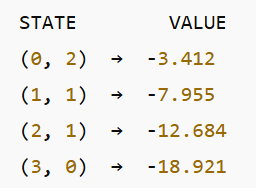 STATE VALUE
(0, 2) → -3.412
(1, 1) → -7.955
(2, 1) → -12.684
(3, 0) → -18.921